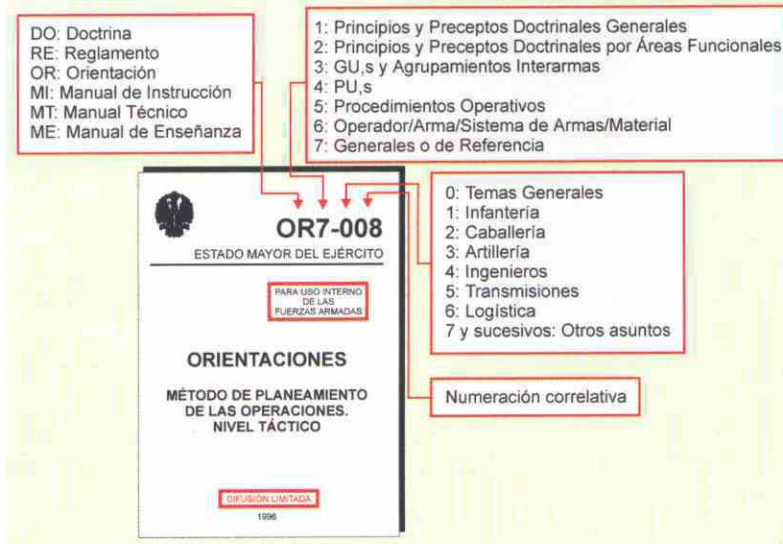 DO: Doctrina
RE: Reglamento
OR: Orientación
MI: Manual de Instrucción
MT: Manual Técnico
ME: Manual de Enseñanza
1: Principios y Preceptos Doctrinales Generales
2: Principios y Preceptos Doctrinales por Áreas Funcionales
3: GU,s y Agrupamientos Interarmas
4: PU,s
5: Procedimientos Operativos
6: Operador/Arma/Sistema de Armas/Material
7: Generales o de Referencia
OR7-008
ESTADO MAYOR DEL EJÉRCITO
PARA USO INTERNO
DE LAS
FUERZAS ARMADAS
ORIENTACIONES
MÉTODO DE PLANEAMIENTO
DE LAS OPERACIONES.
NIVEL TÁCTICO
DIFUSIÓN LIMITADA
1996
0: Temas Generales
1: Infantería
2: Caballería
3: Artillería
4: Ingenieros
5: Transmisiones
6: Logística
7 y sucesivos: Otros asuntos
Numeración correlativa